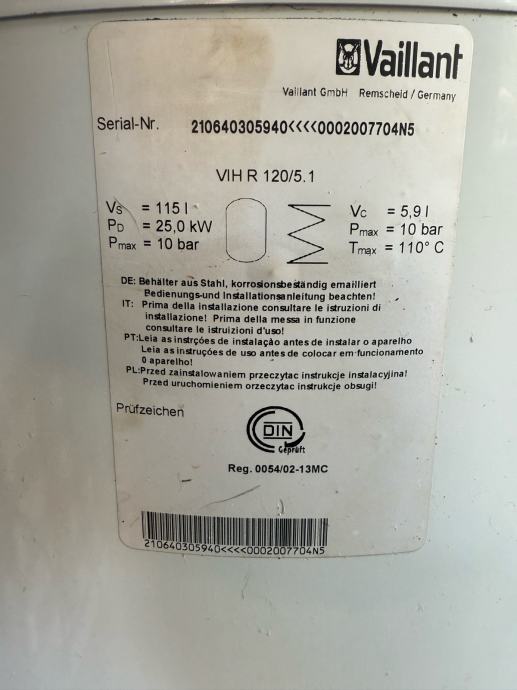 Vaillant
Vaillant GmbH Remscheid / Germany
Serial-Nr. 210640305940<<<<0002007704N5
VIH R 120/5.1
Vs = 115 l
PD = 25,0 kW
Pmax = 10 bar
Vc = 5,9 l
Pmax = 10 bar
Tmax = 110° C
DE: Behälter aus Stahl, korrosionsbeständig emailliert
Bedienungs-und Installationsanleitung beachten!
IT: Prima della installazione consultare le istruzioni di
installazione! Prima della messa in funzione
consultare le istruizioni d'uso!
PT:Leia as instrções de instalação antes de instalar o aparelho
Leia as instruções de uso antes de colocar em funcionamento
0 aparelho!
PL:Przed zainstalowaniem przeczytac instrukcje instalacyjna!
Przed uruchomieniem orzeczytac instrukcje obsugi!
Prüfzeichen
DIN
Geprüft
Reg. 0054/02-13MC
210640305940<<<<0002007704N5